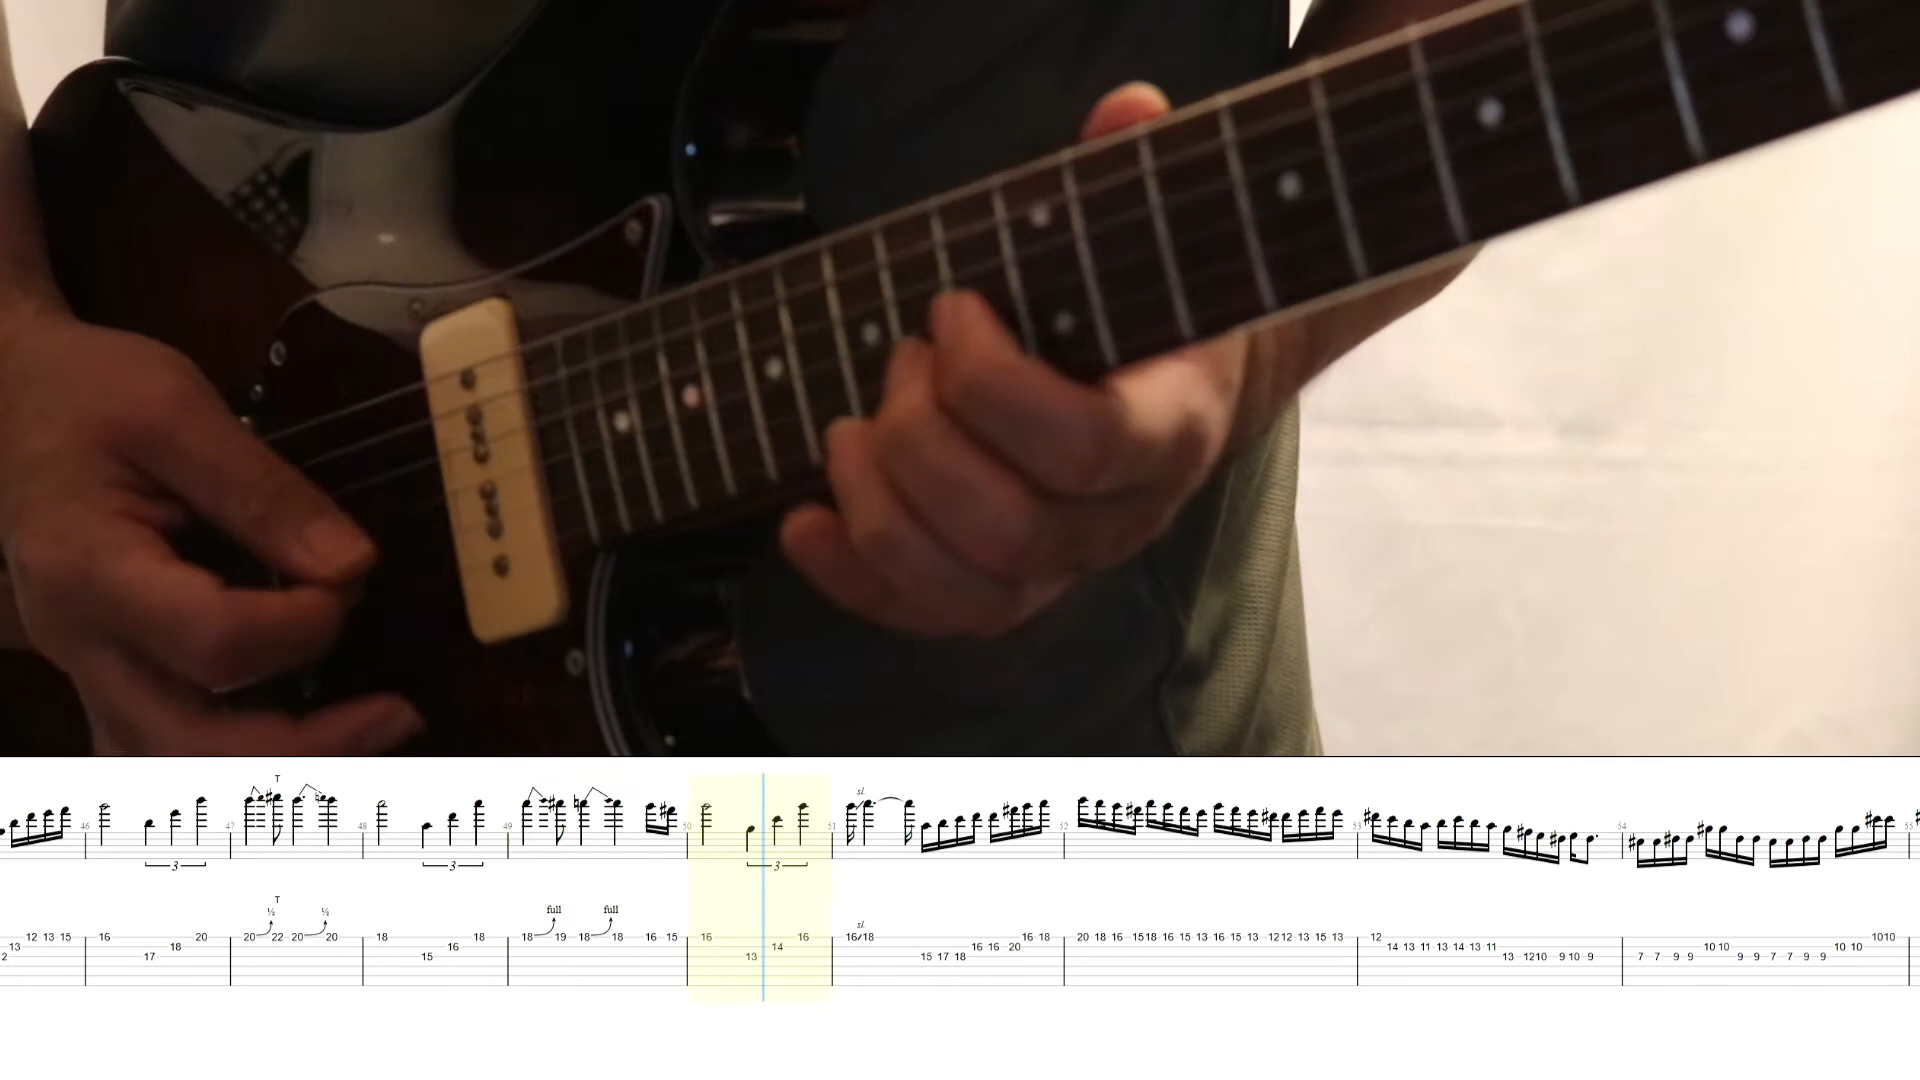 T
46 3 47 48 3 49 50 3 51 sl. 52 53 54 55
T
½ ½ full full sl.
12 13 15 16 20 20 22 20 20 18 18 18 19 18 18 16 15 16 16 16/18 16 18 20 18 16 15 18 16 15 13 16 15 13 12 12 13 15 13 12 10 10
13 18 16 14 16 16 20 14 13 11 13 14 13 11 10 10 10 10
2 17 15 13 15 17 18 13 12 10 9 10 9 7 7 9 9 9 9 7 7 9 9